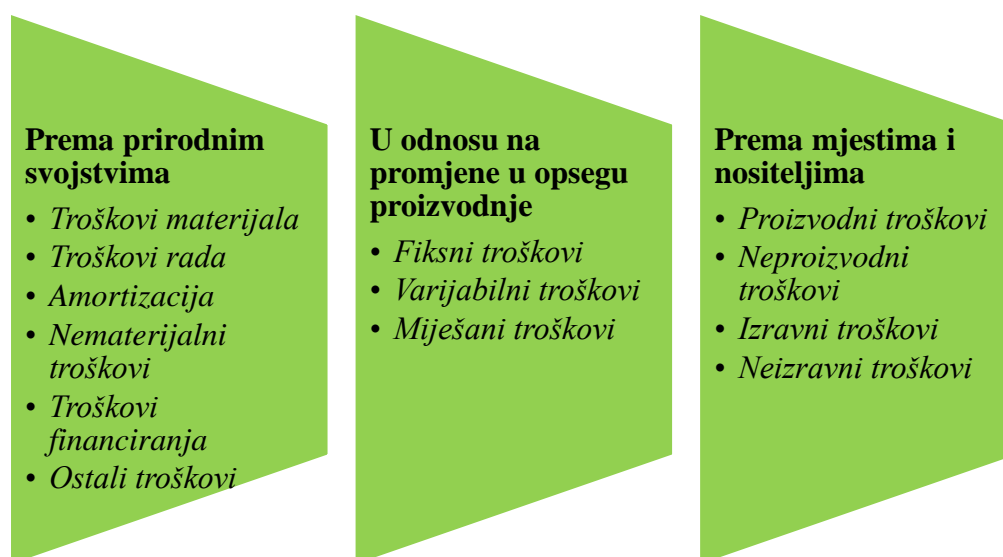 Prema prirodnim
svojstvima
• Troškovi materijala
• Troškovi rada
• Amortizacija
• Nematerijalni
troškovi
• Troškovi
financiranja
• Ostali troškovi
U odnosu na
promjene u opsegu
proizvodnje
• Fiksni troškovi
• Varijabilni troškovi
• Miješani troškovi
Prema mjestima i
nositeljima
• Proizvodni troškovi
• Neproizvodni
troškovi
• Izravni troškovi
• Neizravni troškovi